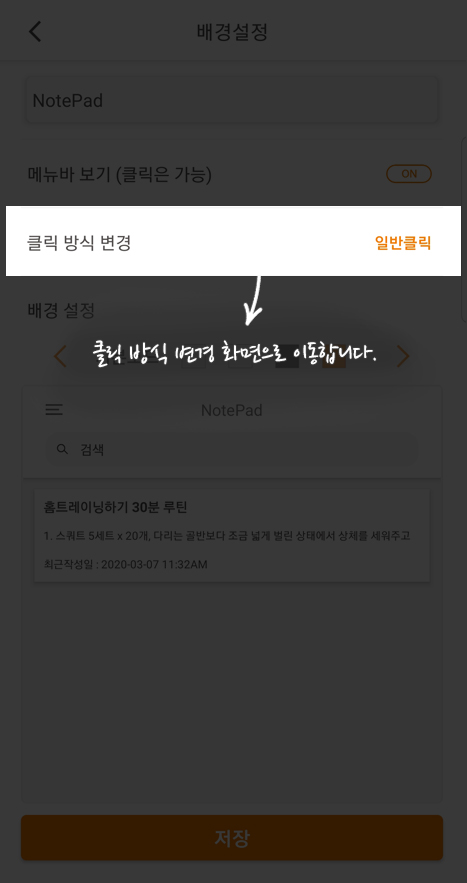 배경설정
NotePad
메뉴바 보기 (클릭은 가능)
ON
클릭 방식 변경
일반클릭
배경 설정
클릭 방식 변경 화면으로 이동합니다.
NotePad
검색
홈트레이닝하기 30분 루틴
1. 스쿼트 5세트 x 20개, 다리는 골반보다 조금 넓게 벌린 상태에서 상체를 세워주고
최근작성일 : 2020-03-07 11:32AM
저장